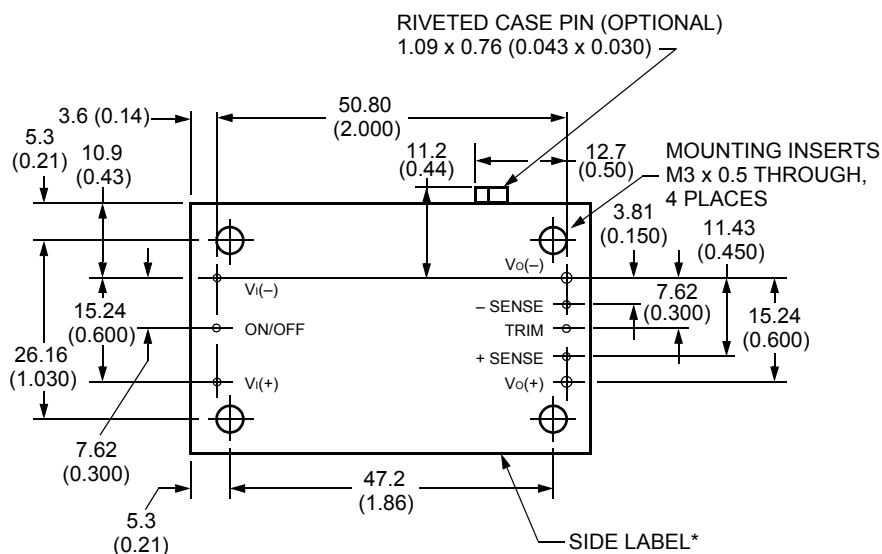 RIVETED CASE PIN (OPTIONAL)
1.09 x 0.76 (0.043 x 0.030)
50.80
(2.000)
3.6 (0.14)
5.3
(0.21)
10.9
(0.43)
11.2
(0.44)
12.7
(0.50)
MOUNTING INSERTS
M3 x 0.5 THROUGH,
4 PLACES
3.81
(0.150)
11.43
(0.450)
VO(–)
VI(–)
– SENSE
7.62
(0.300)
15.24
(0.600)
ON/OFF
TRIM
15.24
(0.600)
26.16
(1.030)
+ SENSE
VI(+)
VO(+)
7.62
(0.300)
47.2
(1.86)
5.3
(0.21)
SIDE LABEL*